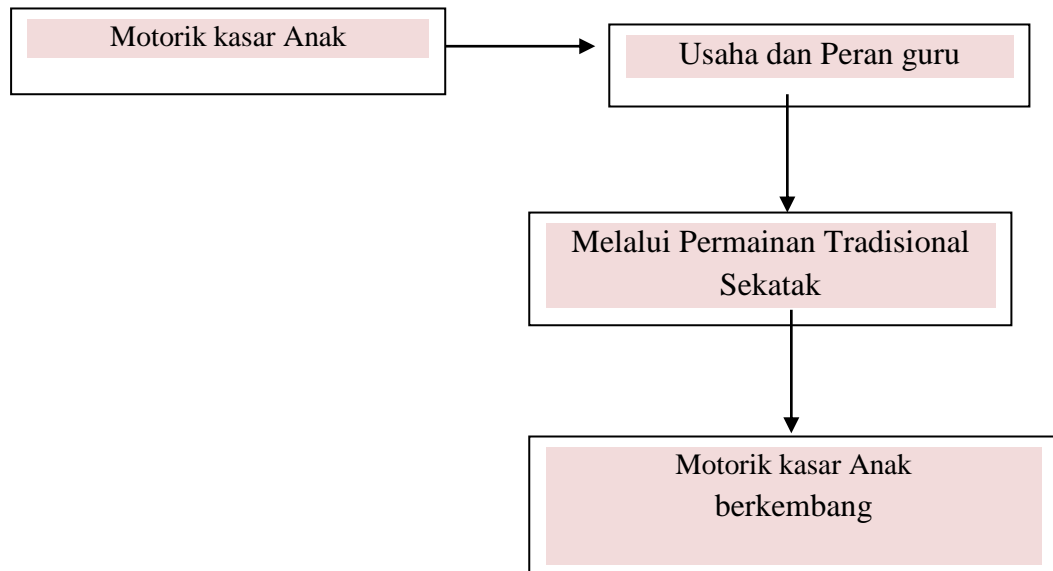 Motorik kasar Anak
Usaha dan Peran guru
Melalui Permainan Tradisional
Sekatak
Motorik kasar Anak
berkembang